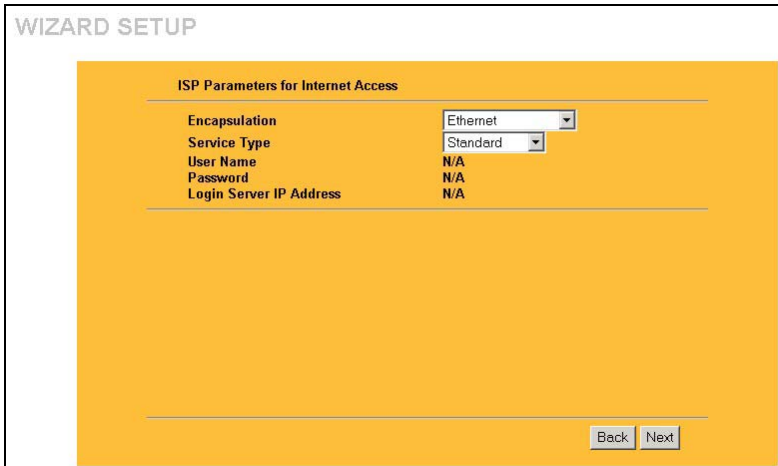 WIZARD SETUP
ISP Parameters for Internet Access
Encapsulation Ethernet
Service Type Standard
User Name N/A
Password N/A
Login Server IP Address N/A
Back Next